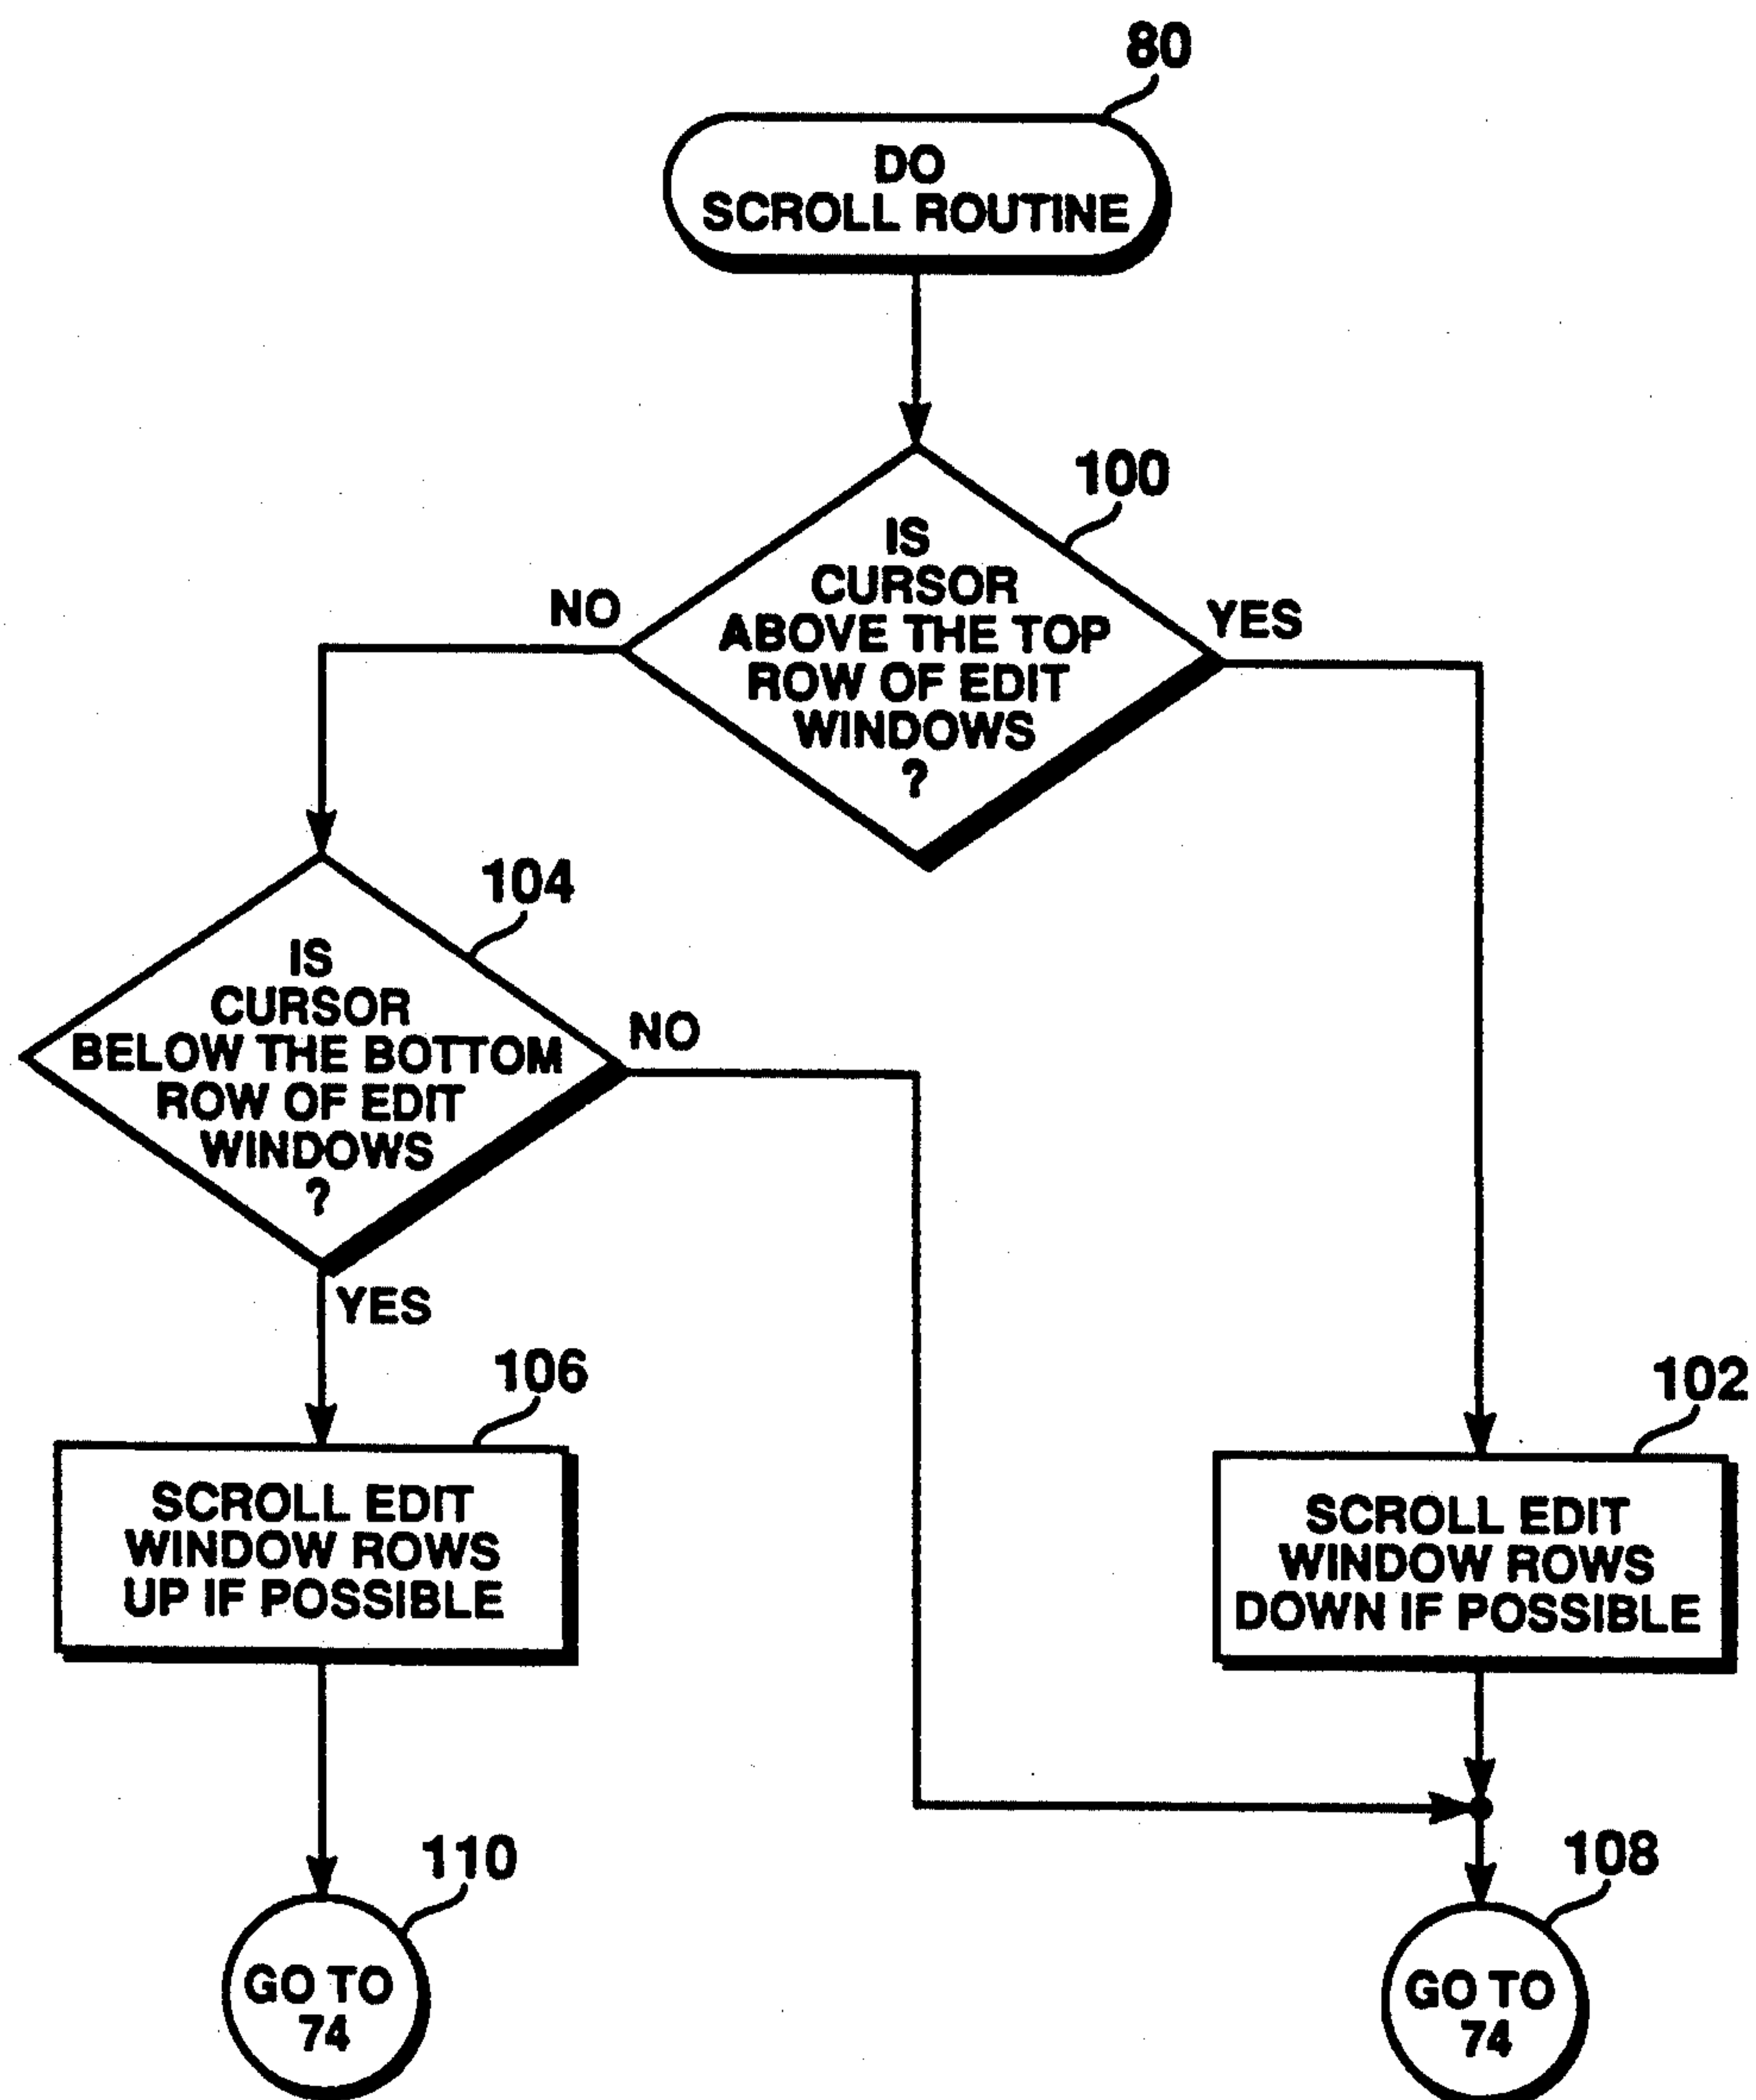 80
DO
SCROLL ROUTINE
100
IS
CURSOR
ABOVE THE TOP
ROW OF EDIT
WINDOWS
?
NO
YES
104
IS
CURSOR
BELOW THE BOTTOM
ROW OF EDIT
WINDOWS
?
NO
YES
106
SCROLL EDIT
WINDOW ROWS
UP IF POSSIBLE
102
SCROLL EDIT
WINDOW ROWS
DOWN IF POSSIBLE
110
GO TO
74
108
GO TO
74